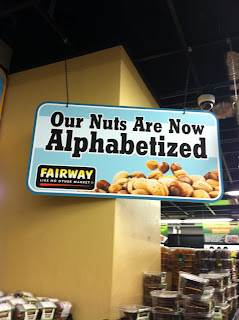 Our Nuts Are Now
Alphabetized
FAIRWAY
LIKE NO OTHER MARKET®